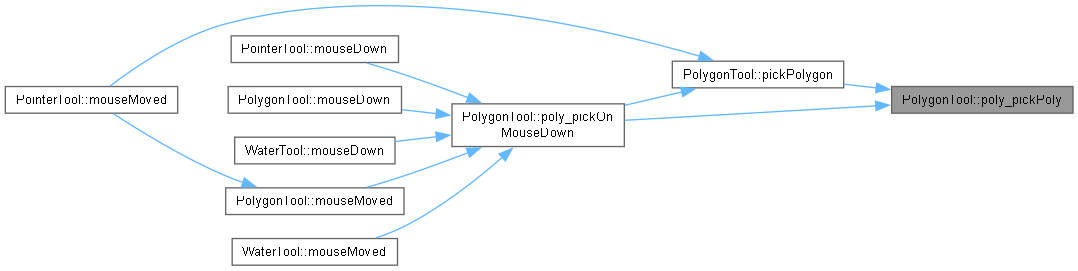 PointerTool::mouseDown
PolygonTool::pickPolygon
PointerTool::mouseMoved
PolygonTool::mouseDown
PolygonTool::poly_pickPoly
PolygonTool::poly_pickOn
MouseDown
WaterTool::mouseDown
PolygonTool::mouseMoved
WaterTool::mouseMoved